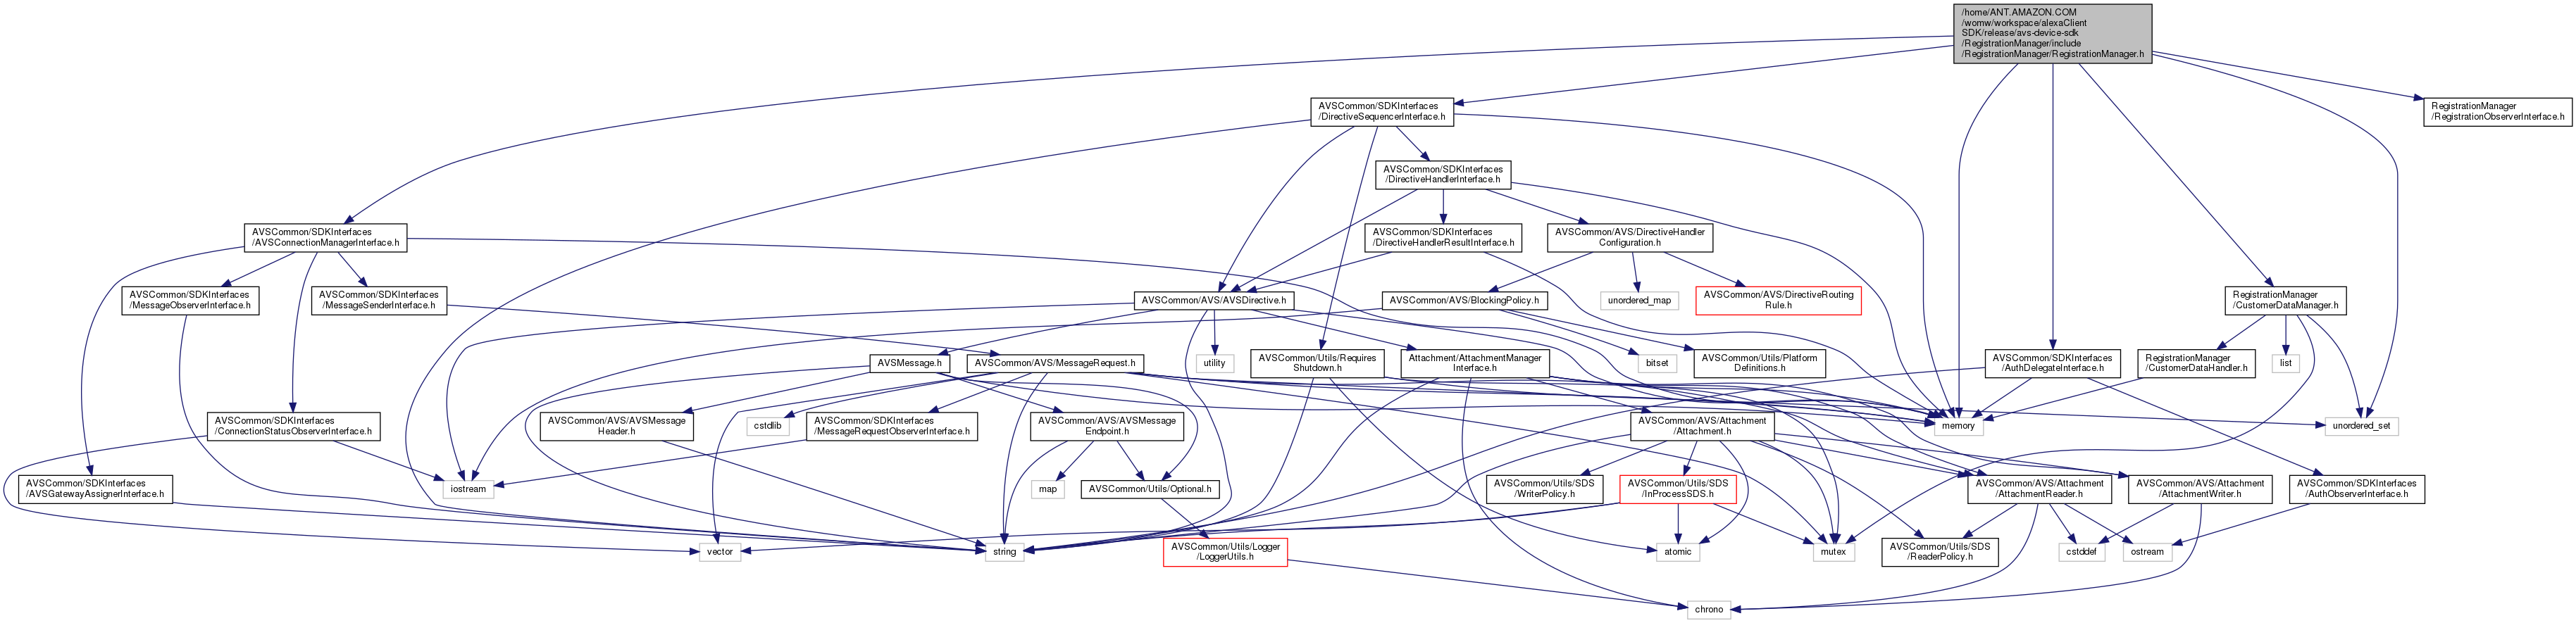 /home/ANT.AMAZON.COM
/womw/workspace/alexaClient
SDK/release/avs-device-sdk
/RegistrationManager/include
/RegistrationManager/RegistrationManager.h
AVSCommon/SDKInterfaces
/DirectiveSequencerInterface.h
RegistrationManager
/RegistrationObserverInterface.h
AVSCommon/SDKInterfaces
/DirectiveHandlerInterface.h
AVSCommon/SDKInterfaces
/AVSConnectionManagerInterface.h
AVSCommon/SDKInterfaces
/DirectiveHandlerResultInterface.h
AVSCommon/AVS/DirectiveHandler
Configuration.h
AVSCommon/SDKInterfaces
/MessageObserverInterface.h
AVSCommon/SDKInterfaces
/MessageSenderInterface.h
AVSCommon/AVS/AVSDirective.h
AVSCommon/AVS/BlockingPolicy.h
unordered_map
AVSCommon/AVS/DirectiveRouting
Rule.h
RegistrationManager
/CustomerDataManager.h
AVSMessage.h
AVSCommon/AVS/MessageRequest.h
utility
AVSCommon/Utils/Requires
Shutdown.h
Attachment/AttachmentManager
Interface.h
bitset
AVSCommon/Utils/Platform
Definitions.h
AVSCommon/SDKInterfaces
/AuthDelegateInterface.h
RegistrationManager
/CustomerDataHandler.h
list
AVSCommon/SDKInterfaces
/ConnectionStatusObserverInterface.h
AVSCommon/AVS/AVSMessage
Header.h
cstdlib
AVSCommon/SDKInterfaces
/MessageRequestObserverInterface.h
AVSCommon/AVS/AVSMessage
Endpoint.h
AVSCommon/AVS/Attachment
/Attachment.h
memory
unordered_set
AVSCommon/SDKInterfaces
/AVSGatewayAssignerInterface.h
iostream
map
AVSCommon/Utils/Optional.h
AVSCommon/Utils/SDS
/WriterPolicy.h
AVSCommon/Utils/SDS
/InProcessSDS.h
AVSCommon/AVS/Attachment
/AttachmentReader.h
AVSCommon/AVS/Attachment
/AttachmentWriter.h
AVSCommon/SDKInterfaces
/AuthObserverInterface.h
vector
string
AVSCommon/Utils/Logger
/LoggerUtils.h
atomic
mutex
AVSCommon/Utils/SDS
/ReaderPolicy.h
cstddef
ostream
chrono